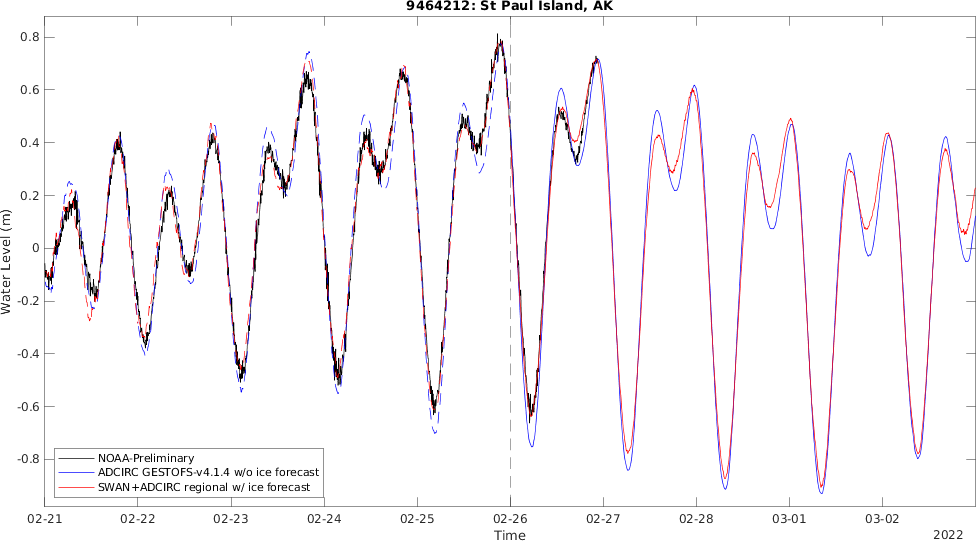 9464212: St Paul Island, AK
Water Level (m)
0.8
0.6
0.4
0.2
0
-0.2
-0.4
-0.6
-0.8
NOAA-Preliminary
ADCIRC GESTOFS-v4.1.4 w/o ice forecast
SWAN+ADCIRC regional w/ ice forecast
02-21 02-22 02-23 02-24 02-25 02-26 02-27 02-28 03-01 03-02
Time
2022